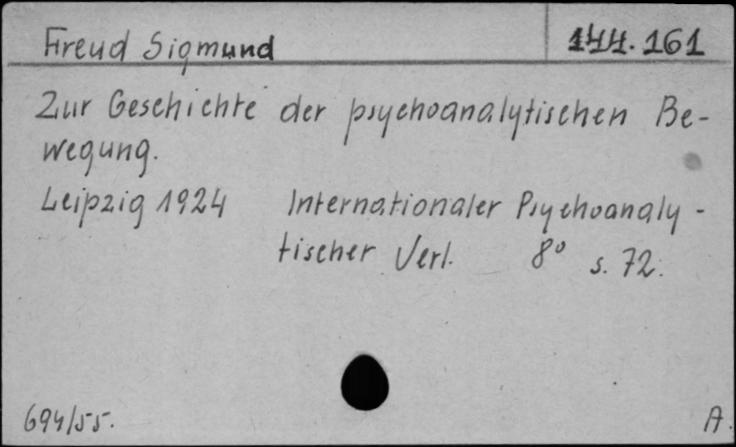 Freud Sigmund 144.161
Zur Geschichte der psychoanalytischen Be-
wegung.
Leipzig 1924 Internationaler Psychoanaly-
tischer Verl. 8° s. 72.
694/55. A.